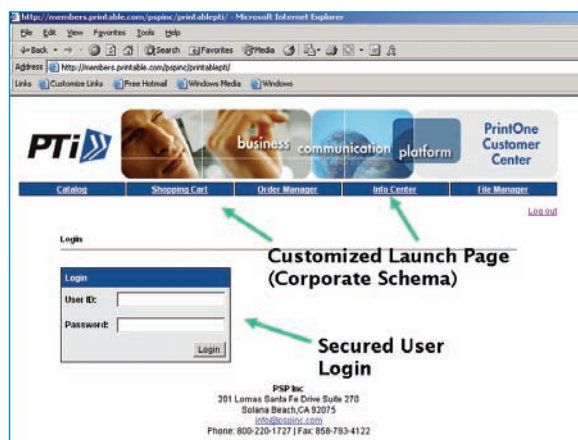 http://members.printable.com/pspinc/printablepti/ - Microsoft Internet Explorer
File Edit View Favorites Tools Help
Back Search Favorites Media
Address http://members.printable.com/pspinc/printablepti/
Links Customize Links Free Hotmail Windows Media Windows
PTi business communication platform PrintOne
Customer
Center
Catalog Shopping Cart Order Manager Info Center File Manager
Log out
Login
Customized Launch Page
(Corporate Schema)
Login
User ID:
Password:
Login
Secured User
Login
PSP Inc
201 Lomas Santa Fe Drive Suite 270
Solana Beach,CA 92075
info@pspinc.com
Phone: 800-220-1727 | Fax: 858-793-4122